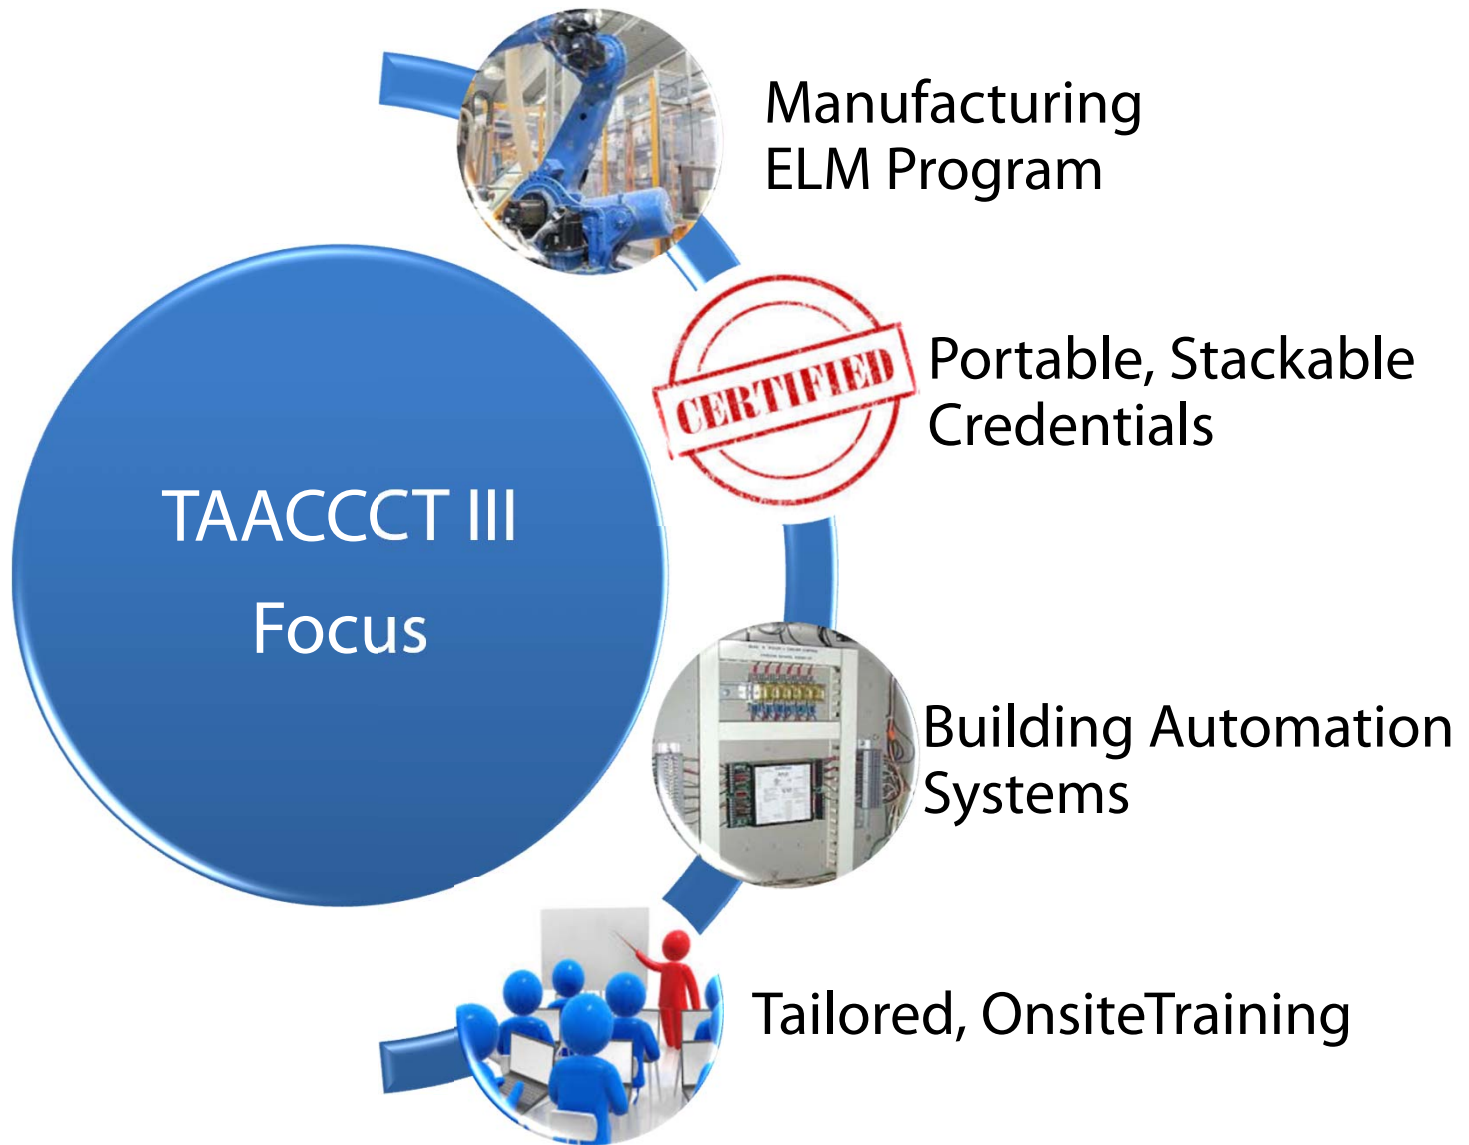 Manufacturing
ELM Program
CERTIFIED
Portable, Stackable
Credentials
TAACCCT III
Focus
Building Automation
Systems
Tailored, OnsiteTraining